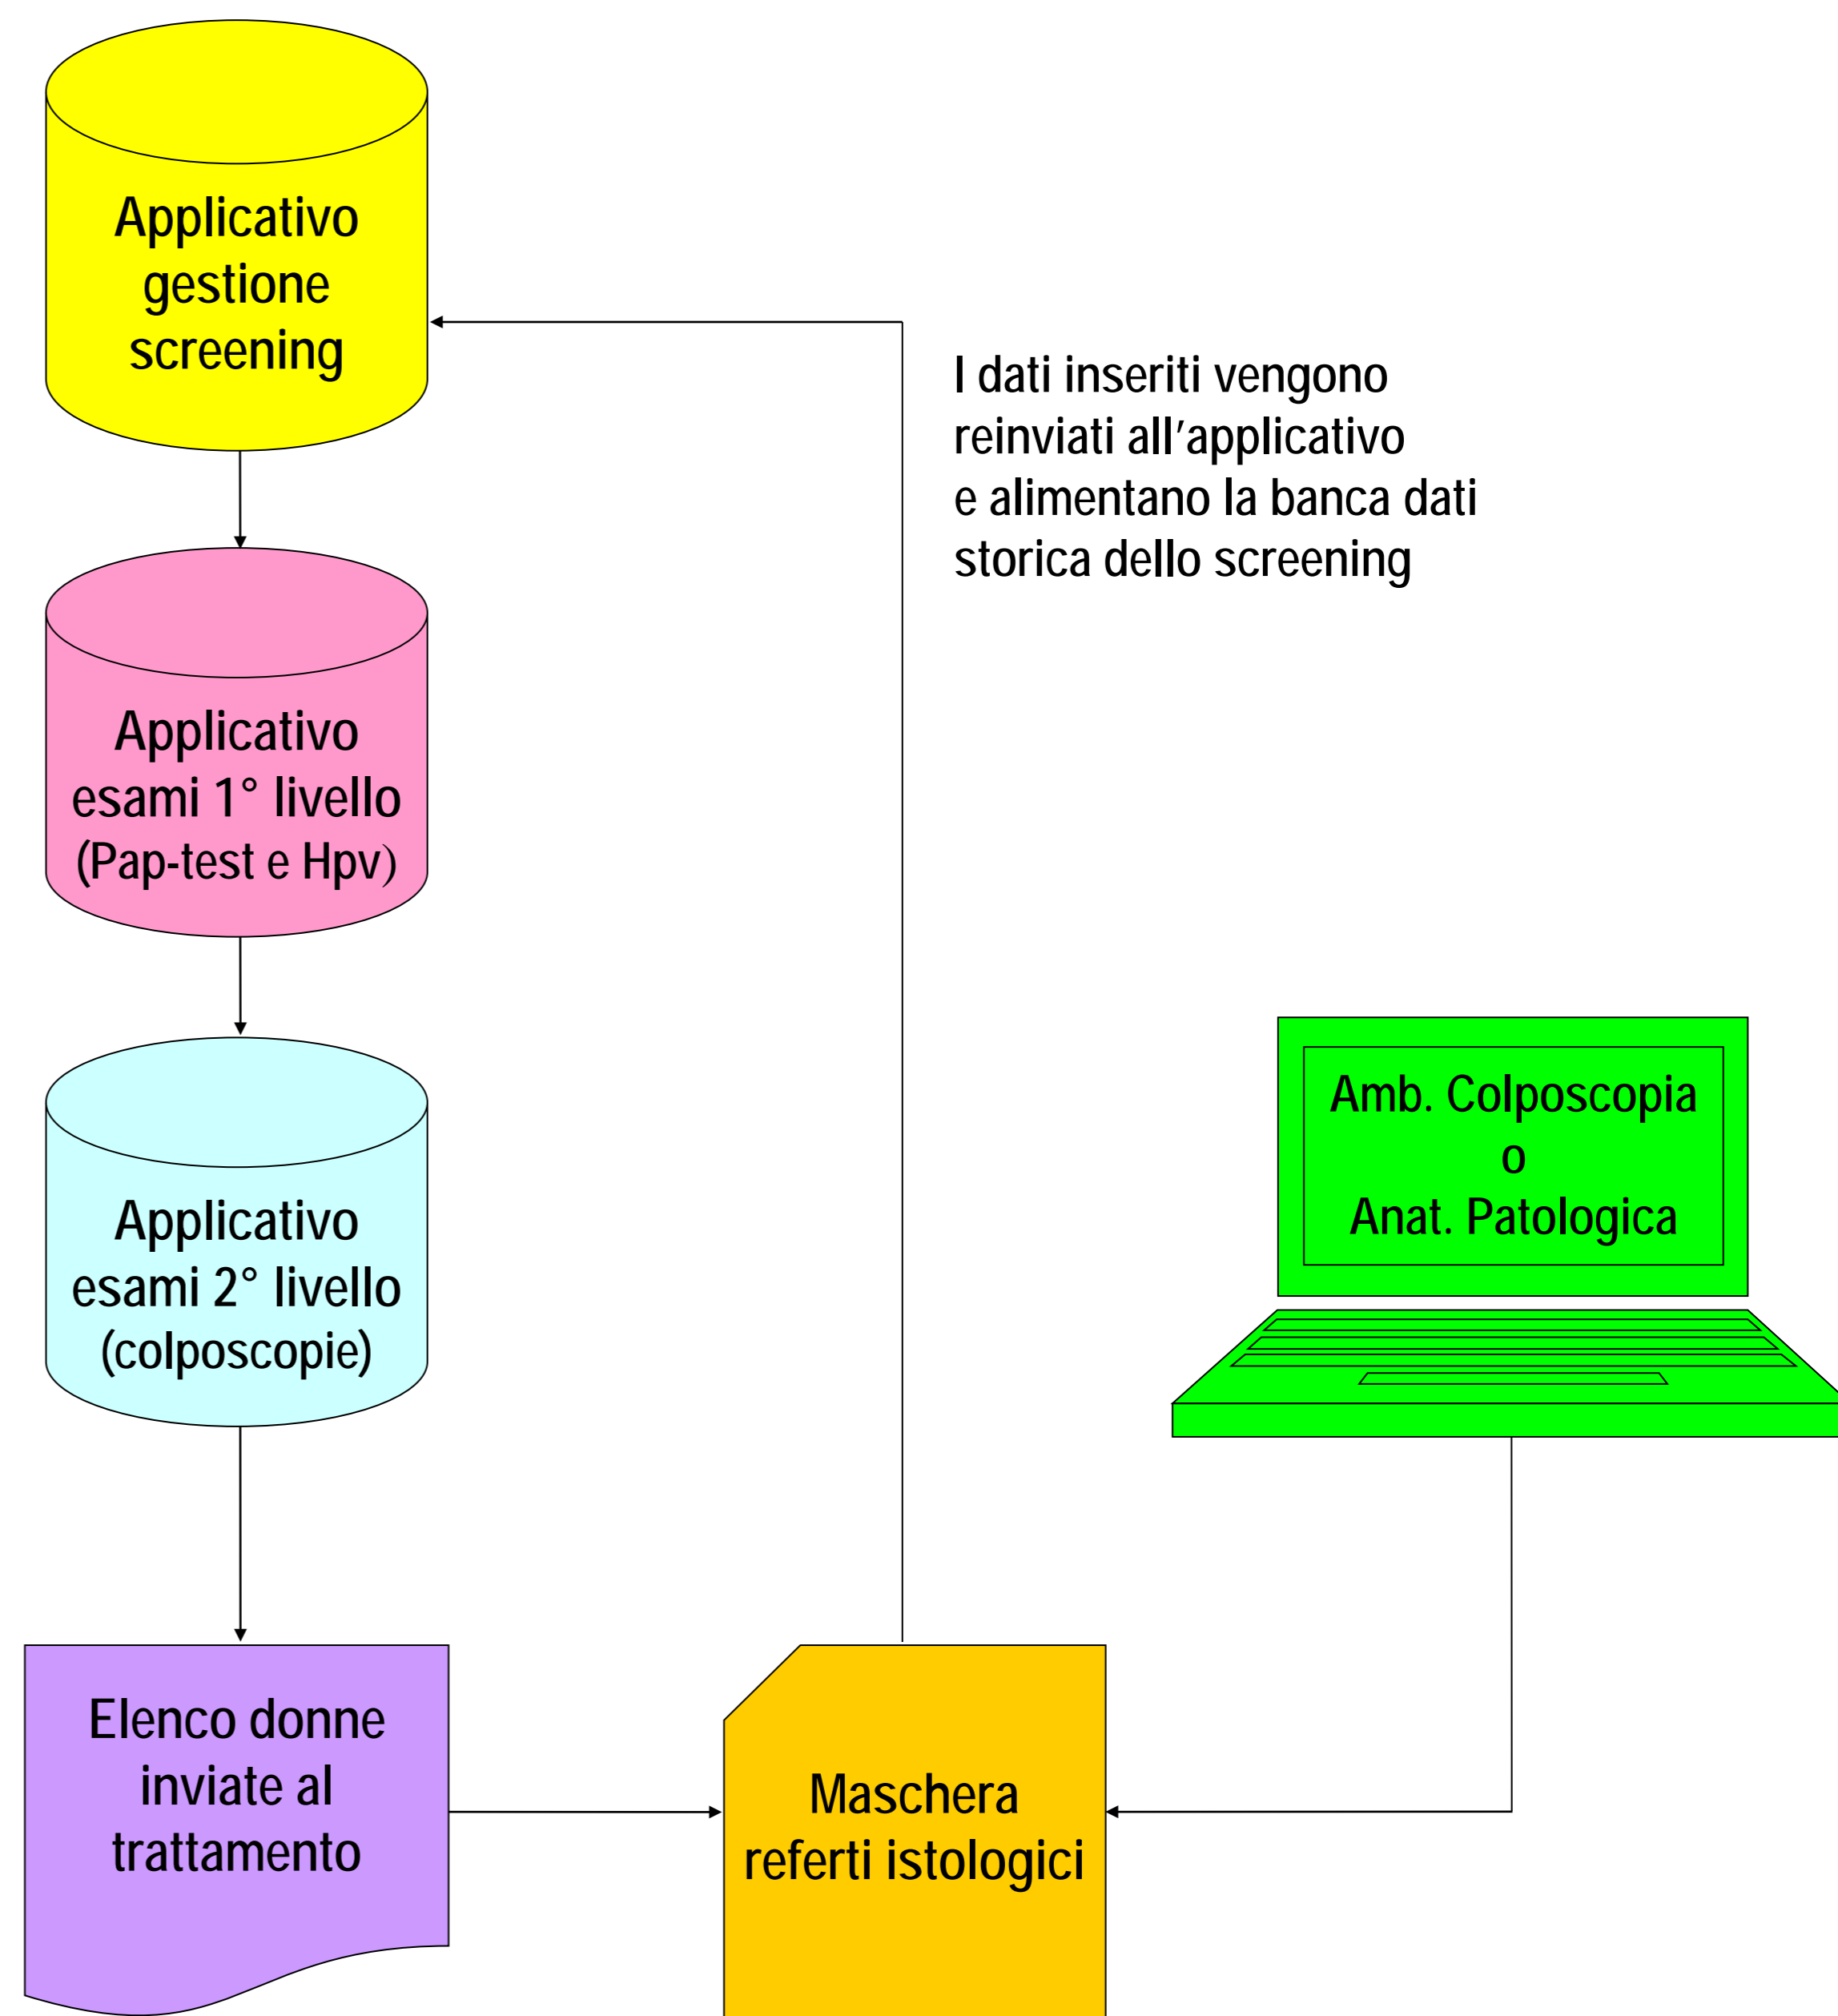 Applicativo
gestione
screening
I dati inseriti vengono
reinviati all'applicativo
e alimentano la banca dati
storica dello screening
Applicativo
esami 1° livello
(Pap-test e Hpv)
Applicativo
esami 2° livello
(colposcopie)
Amb. Colposcopia
o
Anat. Patologica
Elenco donne
inviate al
trattamento
Maschera
referti istologici